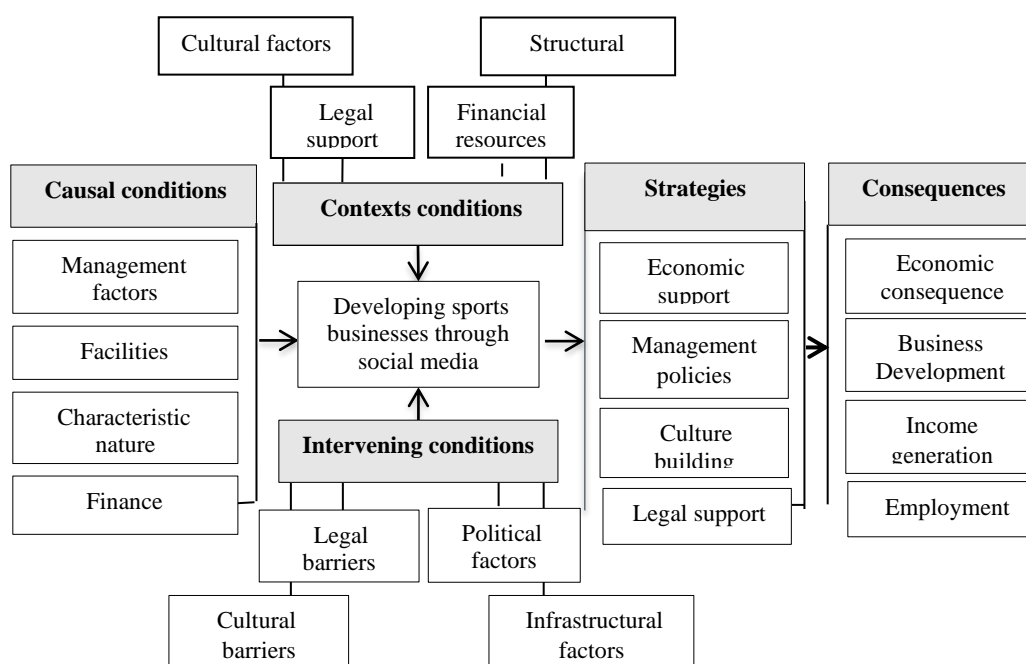 Cultural factors
Structural
Legal
support
Financial
resources
Causal conditions
Contexts conditions
Strategies
Consequences
Management
factors
Facilities
Characteristic
nature
Finance
Developing sports
businesses through
social media
Economic
support
Management
policies
Culture
building
Legal support
Economic
consequence
Business
Development
Income
generation
Employment
Intervening conditions
Legal
barriers
Political
factors
Cultural
barriers
Infrastructural
factors